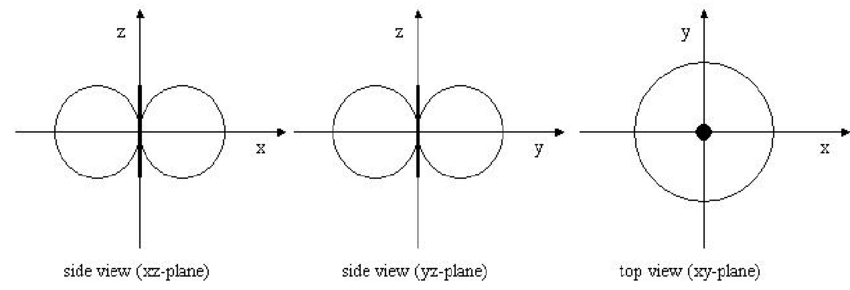 z
x
side view (xz-plane)
z
y
side view (yz-plane)
y
x
top view (xy-plane)